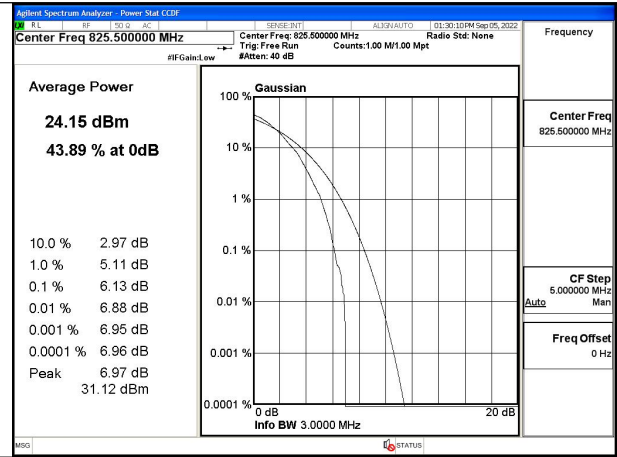 Agilent Spectrum Analyzer - Power Stat CCDF
RL RF 50 Ω AC SENSE:INT ALIGNAUTO 01:30:10 PM Sep 05, 2022
Center Freq 825.500000 MHz
Center Freq: 825.500000 MHz Radio Std: None
Trig: Free Run Counts:1.00 M/1.00 Mpt
#IFGain:Low #Atten: 40 dB
Frequency
Average Power
24.15 dBm
43.89 % at 0dB
10.0 % 2.97 dB
1.0 % 5.11 dB
0.1 % 6.13 dB
0.01 % 6.88 dB
0.001 % 6.95 dB
0.0001 % 6.96 dB
Peak 6.97 dB
31.12 dBm
Gaussian
100 %
10 %
1 %
0.1 %
0.01 %
0.001 %
0.0001 %
0 dB 20 dB
Info BW 3.0000 MHz
Center Freq
825.500000 MHz
CF Step
5.000000 MHz
Auto Man
Freq Offset
0 Hz
MSG STATUS